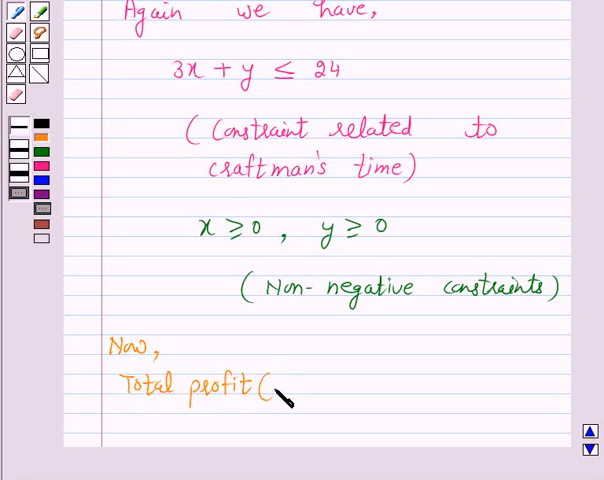 Again we have,
3x + y ≤ 24
( Constraint related to
craftman's time)
x ≥ 0 , y ≥ 0
( Non- negative constraints)
Now,
Total profit (